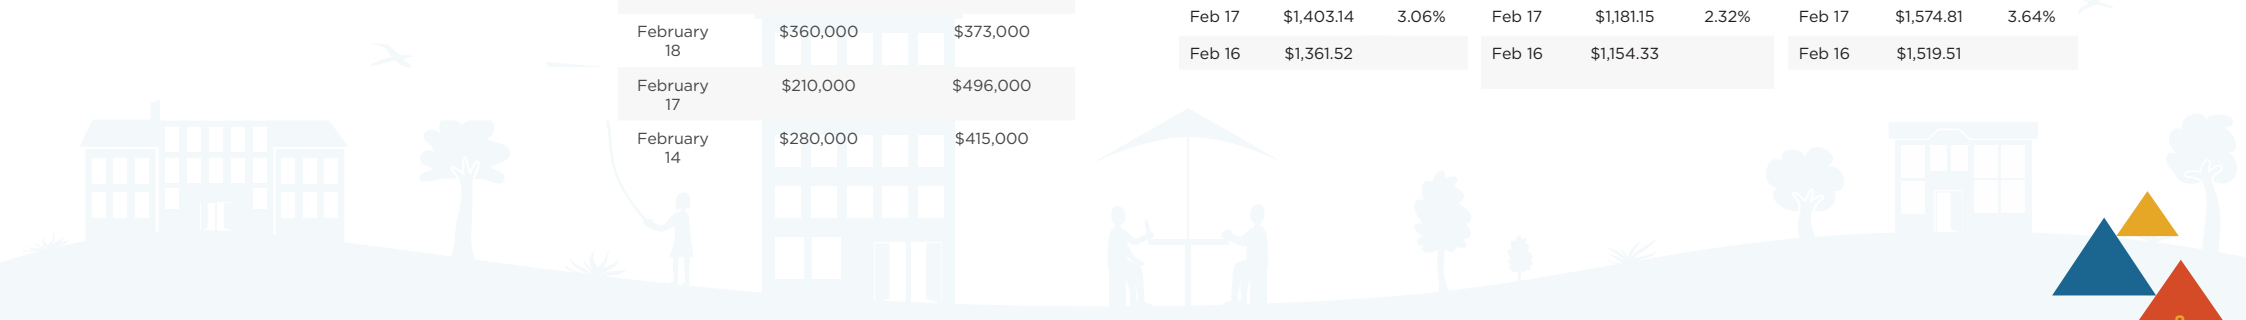 February $360,000 $373,000
18
February $210,000 $496,000
17
February $280,000 $415,000
14
Feb 17 $1,403.14 3.06%
Feb 16 $1,361.52
Feb 17 $1,181.15 2.32%
Feb 16 $1,154.33
Feb 17 $1,574.81 3.64%
Feb 16 $1,519.51